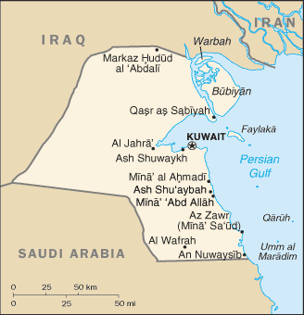 IRAQ
IRAN
Warbah
Markaz Ḩudūd
al ‘Abdalī
Būbīyān
Qaşr aş Şabīyah
Al Jahrā’
KUWAIT
Faylakā
Ash Shuwaykh
Persian
Gulf
Mīnā’ al Aḩmadī
Ash Shu‘aybah
Mīnā’ ‘Abd Allāh
Az Zawr
(Mīnā’ Sa‘ūd)
Qārūh
SAUDI ARABIA
Al Wafrah
Umm al
Marādim
An Nuwaysīb
0 25 50 km
0 25 50 mi